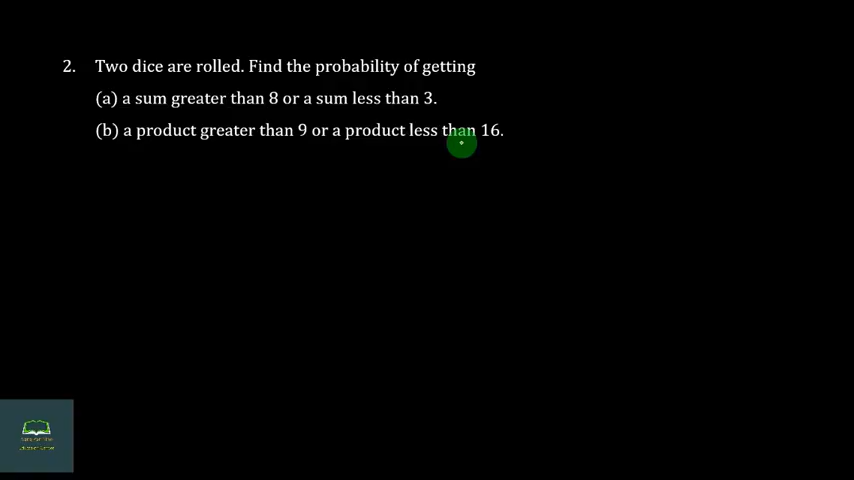 2. Two dice are rolled. Find the probability of getting
(a) a sum greater than 8 or a sum less than 3.
(b) a product greater than 9 or a product less than 16.